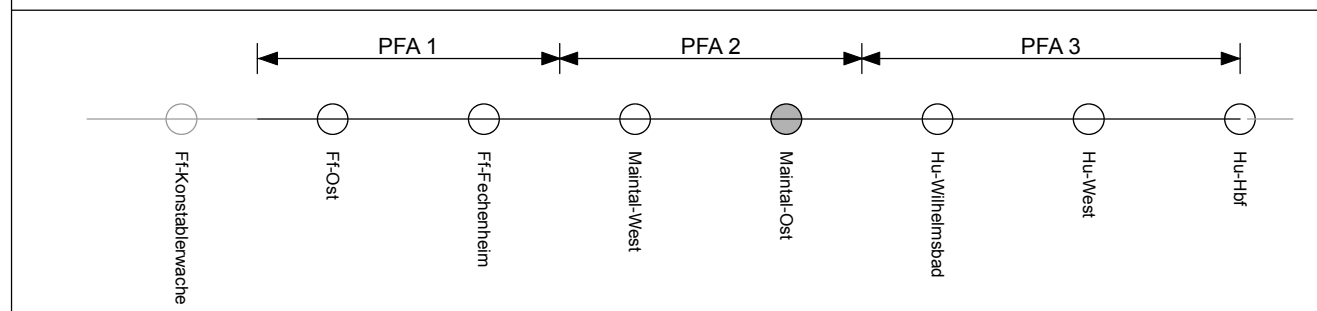 PFA 1
PFA 2
PFA 3
Ff-Konstablerwache
Ff-Ost
Ff-Fechenheim
Maintal-West
Maintal-Ost
Hu-Wilhelmsbad
Hu-West
Hu-Hbf